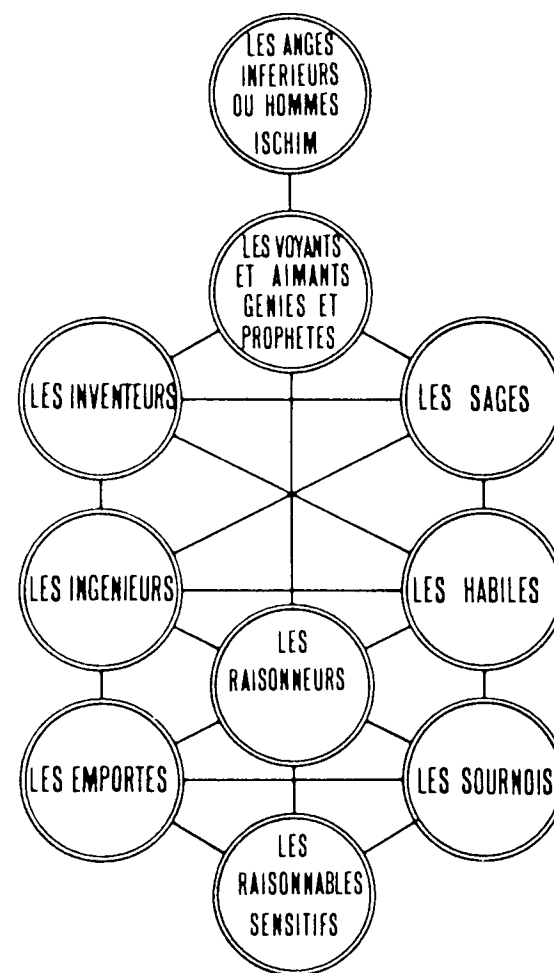 LES ANGES
INFERIEURS
OU HOMMES
ISCHIM
LES VOYANTS
ET AIMANTS
GENIES ET
PROPHETES
LES INVENTEURS
LES SAGES
LES INGENIEURS
LES HABILES
LES
RAISONNEURS
LES EMPORTES
LES SOURNOIS
LES
RAISONNABLES
SENSITIFS